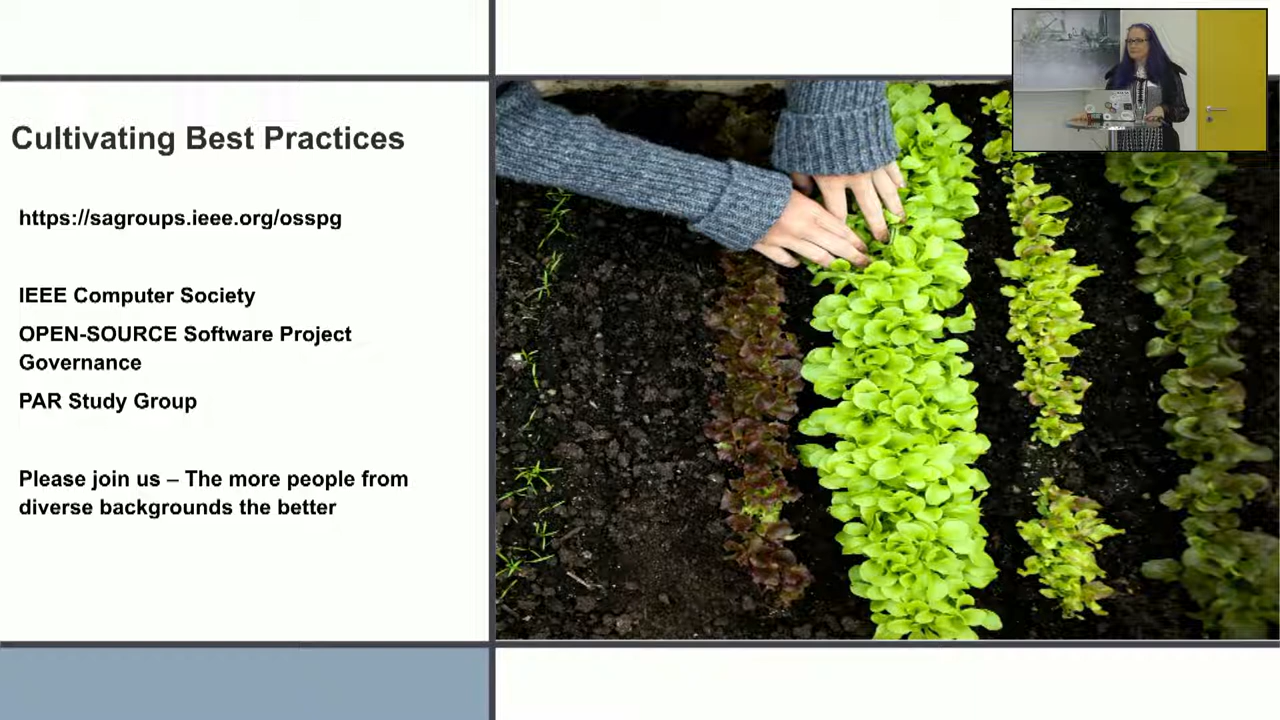 Cultivating Best Practices
https://sagroups.ieee.org/osspg
IEEE Computer Society
OPEN-SOURCE Software Project
Governance
PAR Study Group
Please join us – The more people from
diverse backgrounds the better